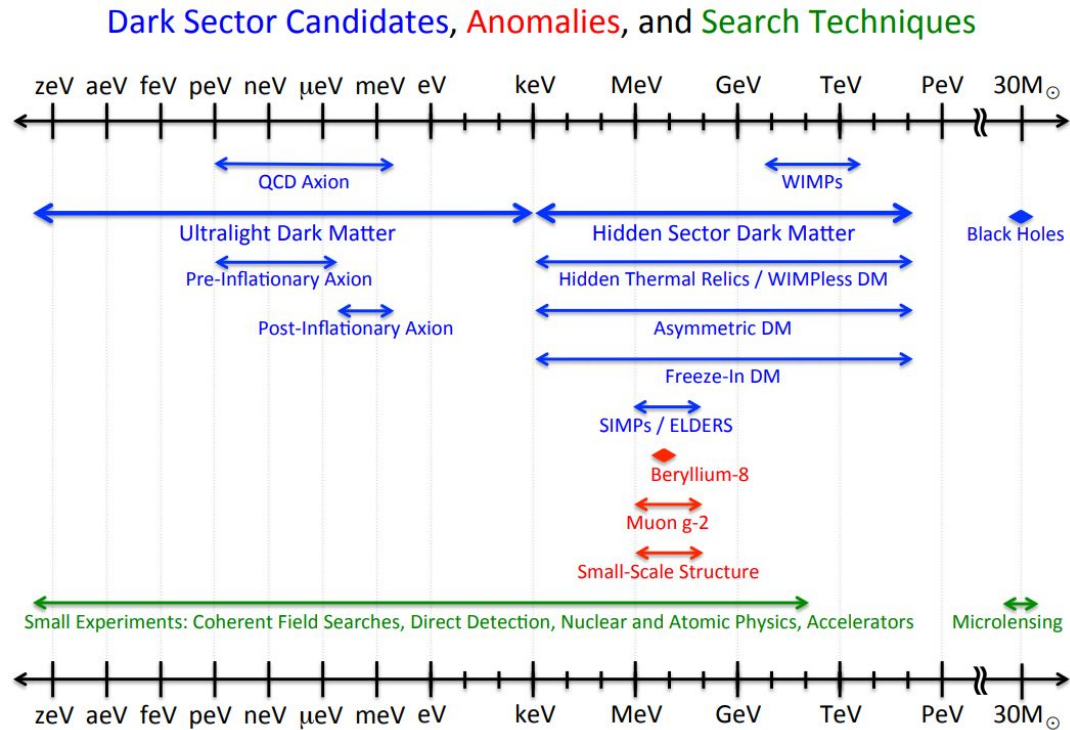 Dark Sector Candidates, Anomalies, and Search Techniques
zeV aeV feV peV neV μeV meV eV keV MeV GeV TeV PeV 30M☉
QCD Axion WIMPs
Ultralight Dark Matter Hidden Sector Dark Matter Black Holes
Pre-Inflationary Axion Hidden Thermal Relics / WIMPless DM
Post-Inflationary Axion Asymmetric DM
Freeze-In DM
SIMPs / ELDERS
Beryllium-8
Muon g-2
Small-Scale Structure
Small Experiments: Coherent Field Searches, Direct Detection, Nuclear and Atomic Physics, Accelerators Microlensing
zeV aeV feV peV neV μeV meV eV keV MeV GeV TeV PeV 30M☉